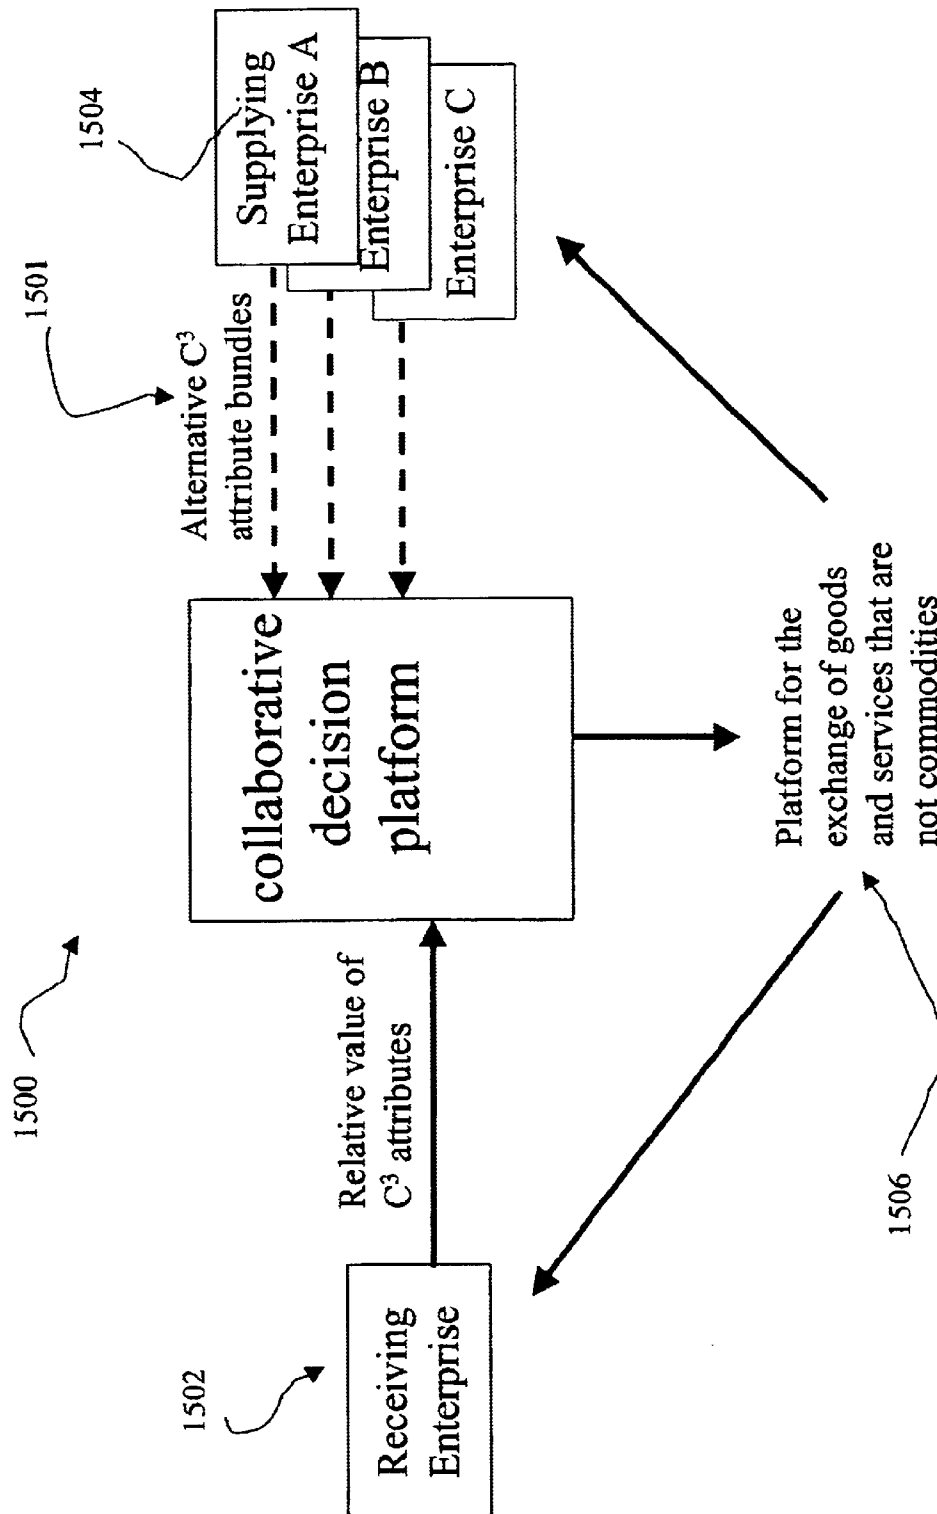 1500
1501
1504
Alternative C³
attribute bundles
Supplying
Enterprise A
Enterprise B
Enterprise C
collaborative
decision
platform
Relative value of
C³ attributes
1502
Receiving
Enterprise
Platform for the
exchange of goods
and services that are
not commodities
1506